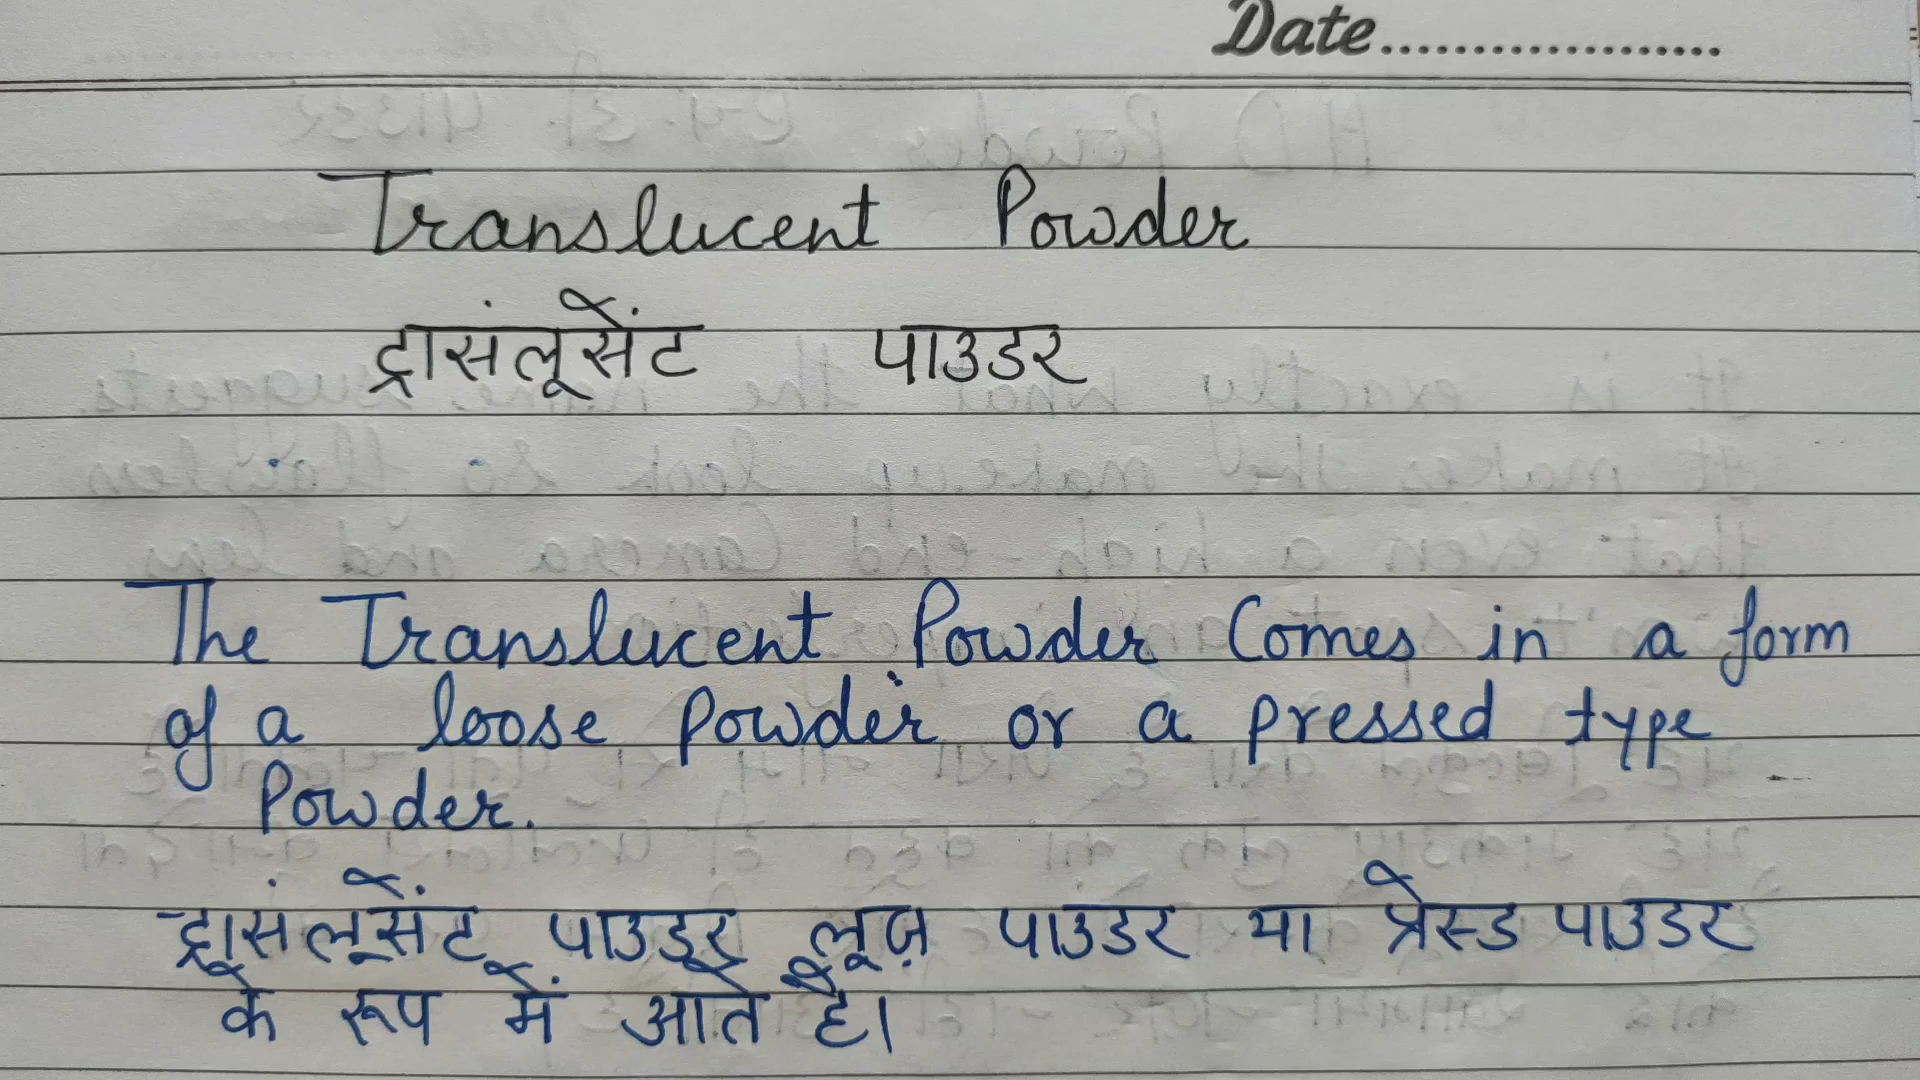 Date....................
Translucent Powder
ट्रासंलूसेंट पाउडर
The Translucent Powder Comes in a form
of a loose Powder or a pressed type
Powder.
ट्रासंलूसेंट पाउडर लूज़ पाउडर या प्रेस्ड पाउडर
के रूप में आते है।